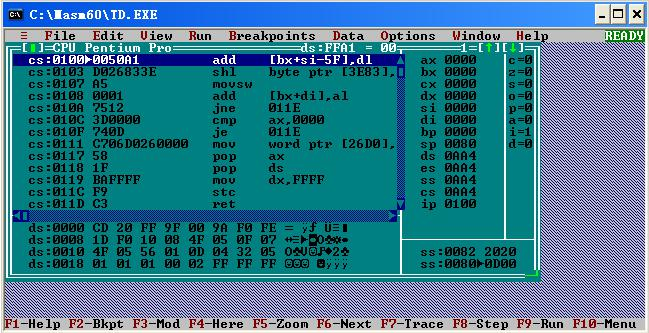 C:\Masm60\TD.EXE
≡ File Edit View Run Breakpoints Data Options Window Help READY
[■]=CPU Pentium Pro ds:FFA1 = 00 1=[↑][↓]
cs:0100►0050A1 add [bx+si-5F],dl ax 0000 c=0
cs:0103 D026833E shl byte ptr [3E83], bx 0000 z=0
cs:0107 A5 movsw cx 0000 s=0
cs:0108 0001 add [bx+di],al dx 0000 o=0
cs:010A 7512 jne 011E si 0000 p=0
cs:010C 3D0000 cmp ax,0000 di 0000 a=0
cs:010F 740D je 011E bp 0000 i=1
cs:0111 C706D0260000 mov word ptr [26D0], sp 0080 d=0
cs:0117 58 pop ax ds 0AA4
cs:0118 1F pop ds es 0AA4
cs:0119 BAFFFF mov dx,FFFF ss 0AA4
cs:011C F9 stc cs 0AA4
cs:011D C3 ret ip 0100
ds:0000 CD 20 FF 9F 00 9A F0 FE
ds:0008 1D F0 10 08 4F 05 0F 07
ds:0010 4F 05 56 01 0D 04 32 05 ss:0082 2020
ds:0018 01 01 01 00 02 FF FF FF ss:0080►0D00
F1-Help F2-Bkpt F3-Mod F4-Here F5-Zoom F6-Next F7-Trace F8-Step F9-Run F10-Menu